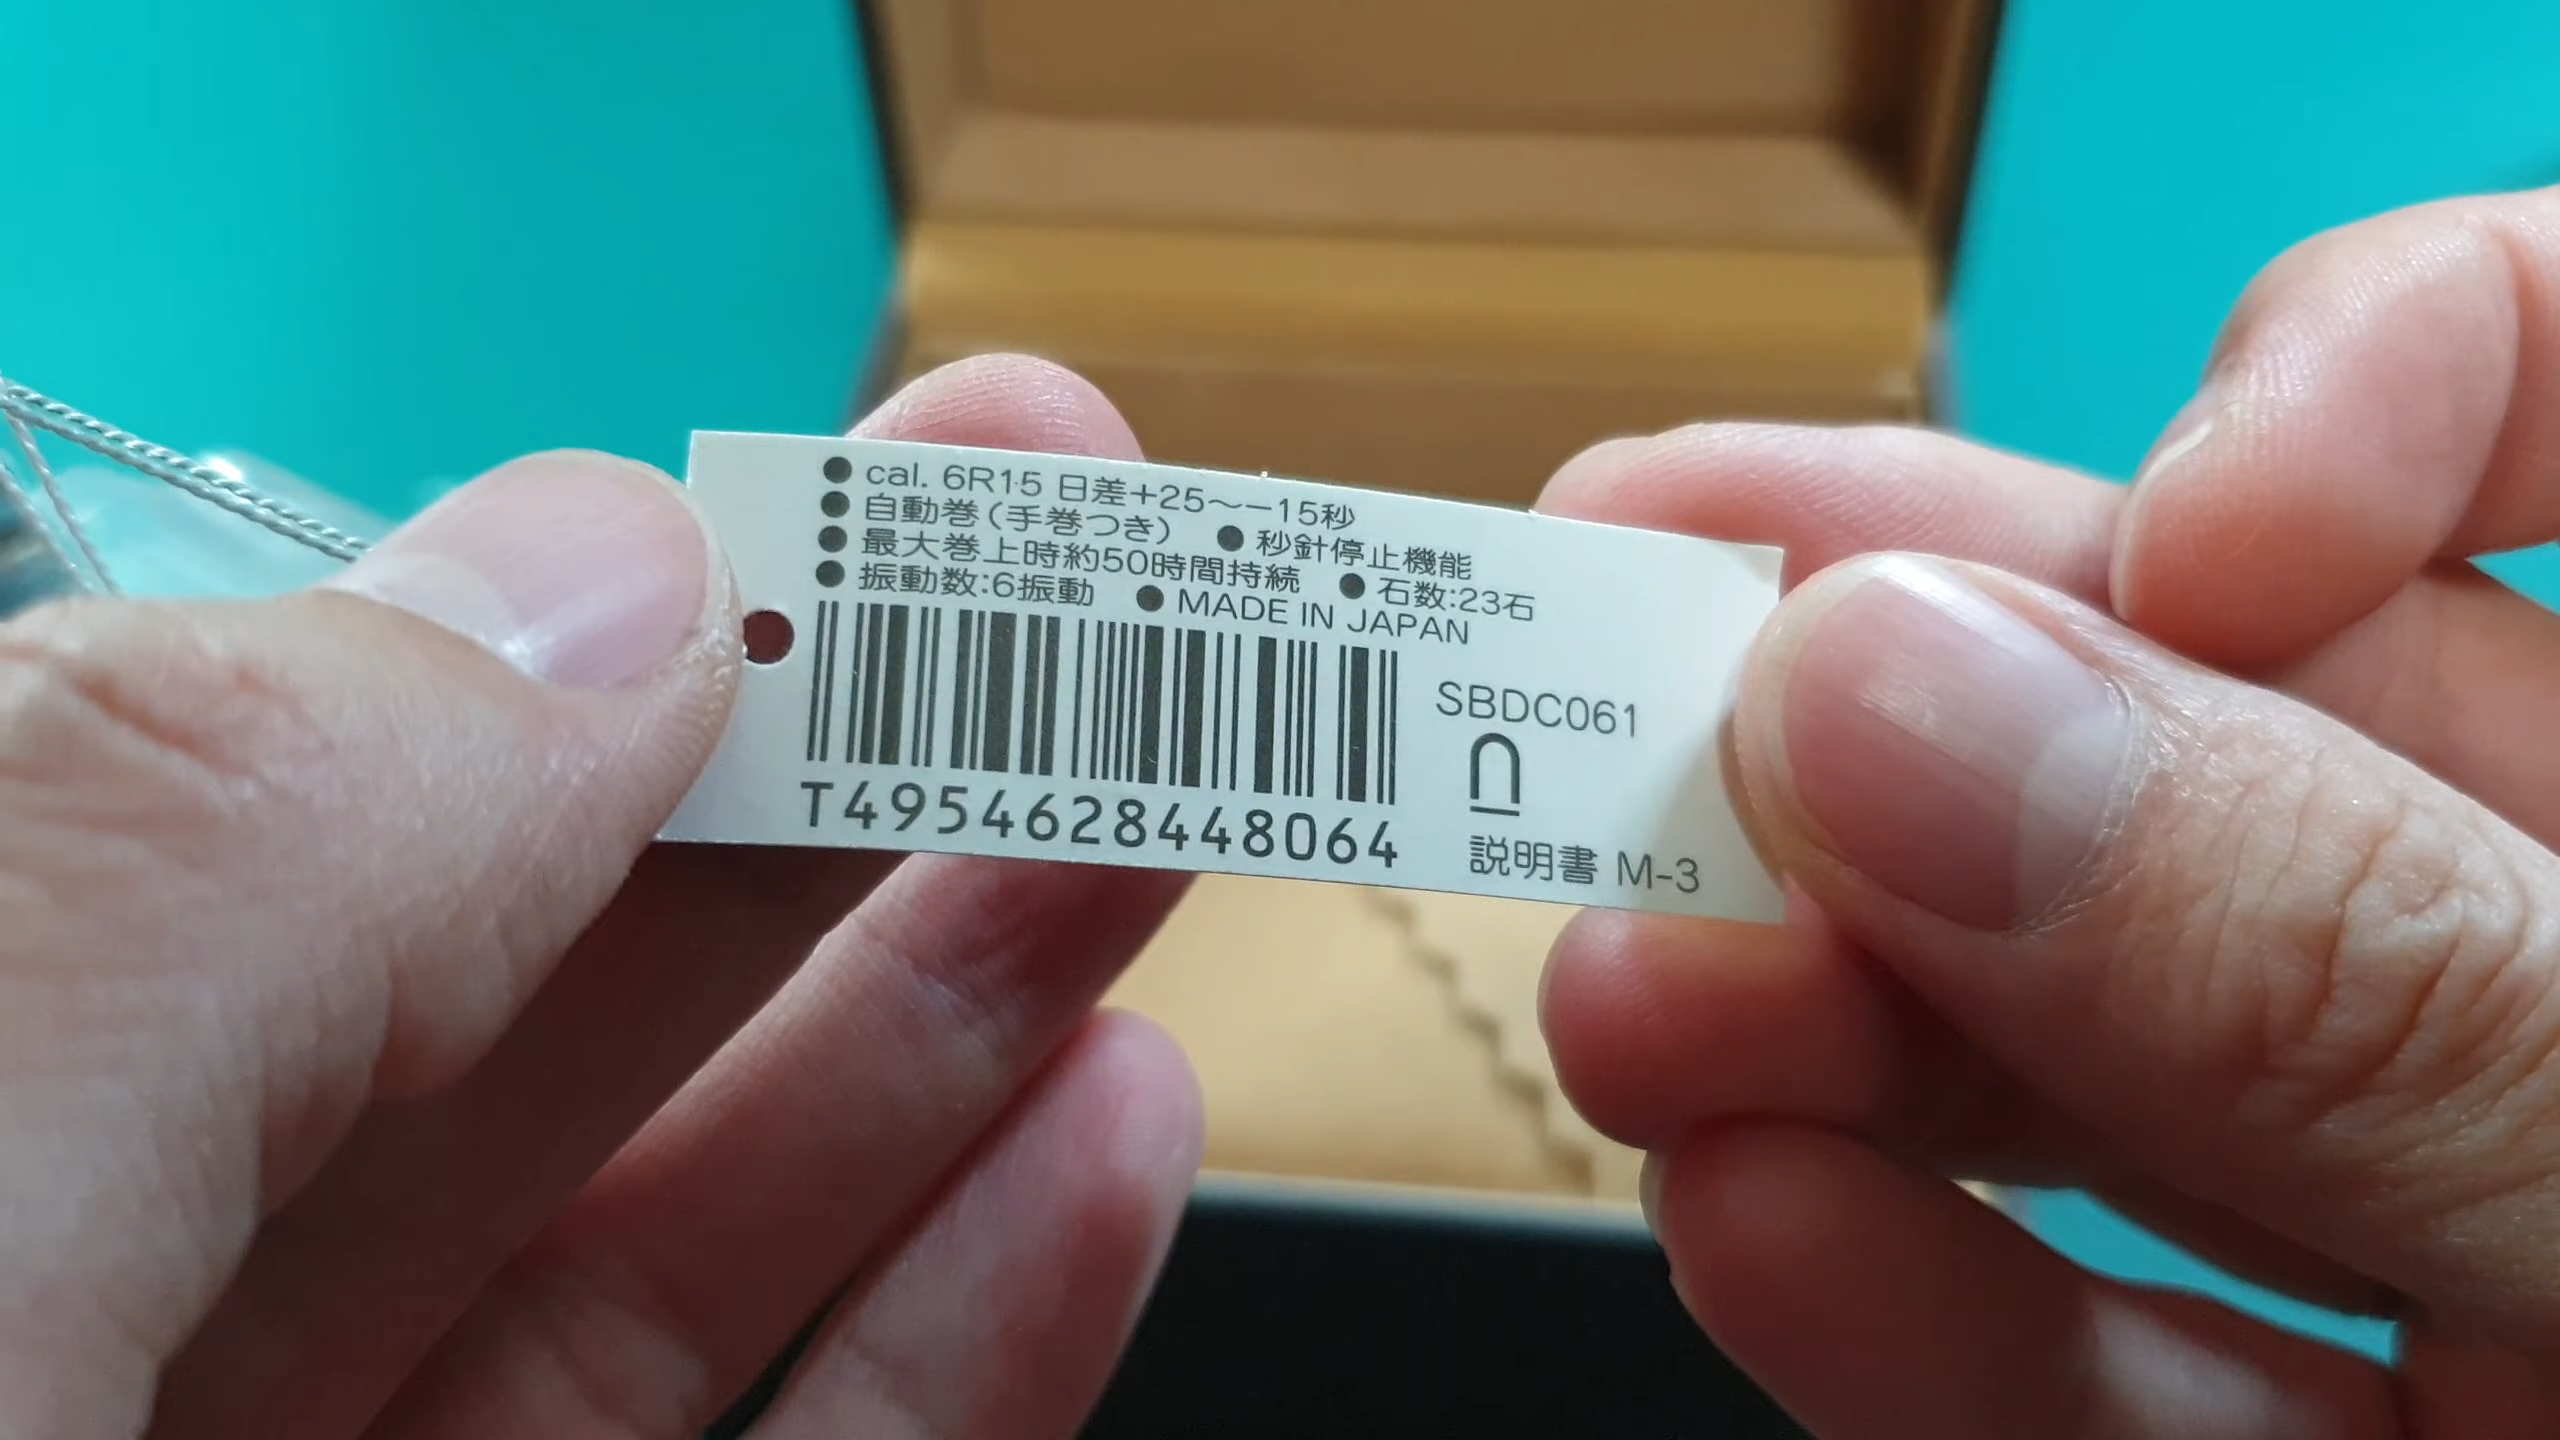 ● cal. 6R15 日差+25～－15秒
● 自動巻(手巻つき) ● 秒針停止機能
● 最大巻上時約50時間持続 ● 石数:23石
● 振動数:6振動 ● MADE IN JAPAN
SBDC061
T4954628448064
説明書 M-3